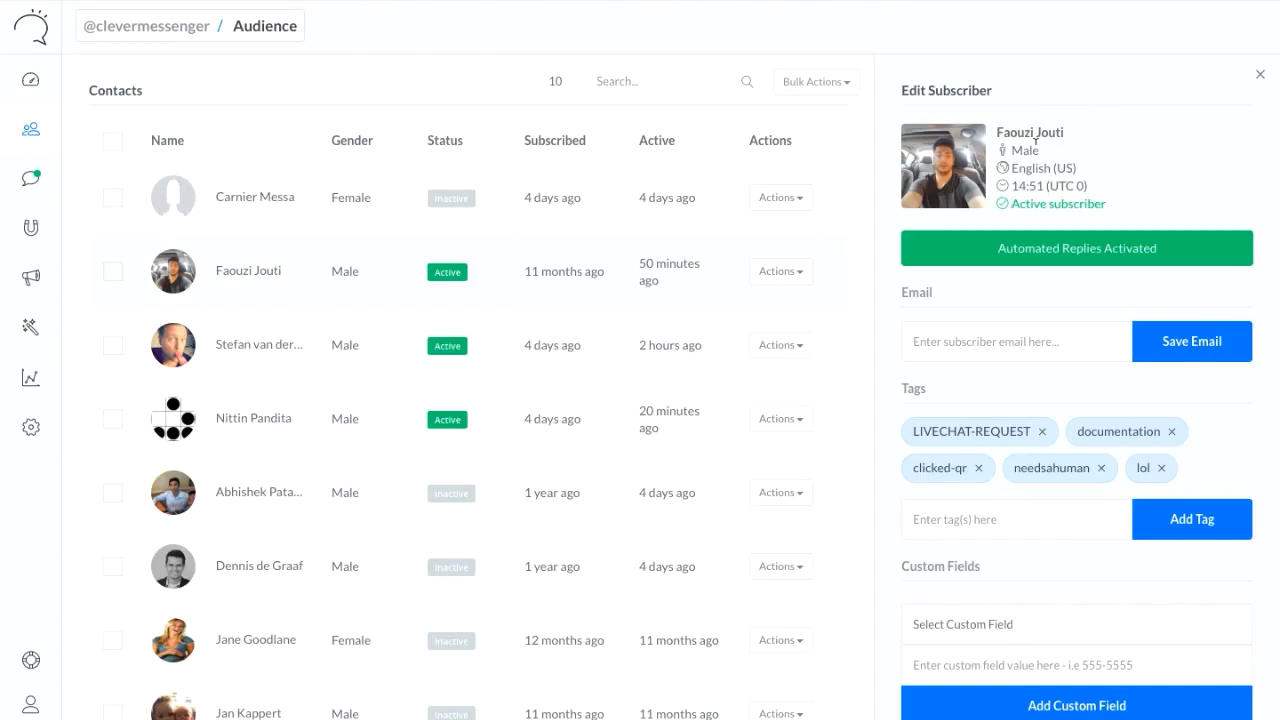 @clevermessenger / Audience
Contacts
10
Search...
Bulk Actions
Name Gender Status Subscribed Active Actions
Carnier Messa Female Inactive 4 days ago 4 days ago Actions
Faouzi Jouti Male Active 11 months ago 50 minutes ago Actions
Stefan van der... Male Active 4 days ago 2 hours ago Actions
Nittin Pandita Male Active 4 days ago 20 minutes ago Actions
Abhishek Pata... Male Inactive 1 year ago 4 days ago Actions
Dennis de Graaf Male Inactive 1 year ago 4 days ago Actions
Jane Goodlane Female Inactive 12 months ago 11 months ago Actions
Jan Kappert Male Inactive 11 months ago 11 months ago Actions
Edit Subscriber
Faouzi Jouti
Male
English (US)
14:51 (UTC 0)
Active subscriber
Automated Replies Activated
Email
Enter subscriber email here... Save Email
Tags
LIVECHAT-REQUEST × documentation ×
clicked-qr × needsahuman × lol ×
Enter tag(s) here Add Tag
Custom Fields
Select Custom Field
Enter custom field value here - i.e 555-5555
Add Custom Field